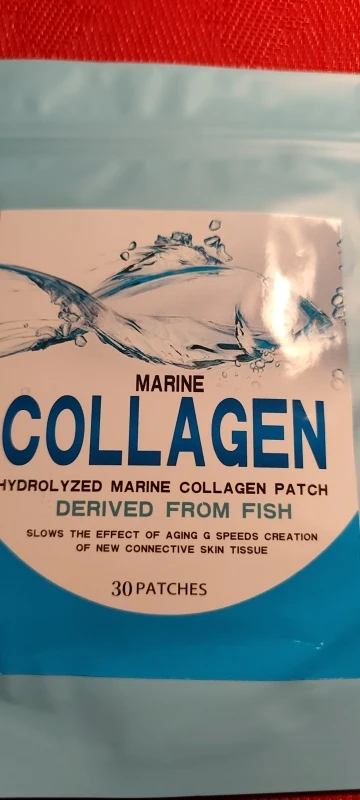 MARINE
COLLAGEN
HYDROLYZED MARINE COLLAGEN PATCH
DERIVED FROM FISH
SLOWS THE EFFECT OF AGING G SPEEDS CREATION
OF NEW CONNECTIVE SKIN TISSUE
30 PATCHES